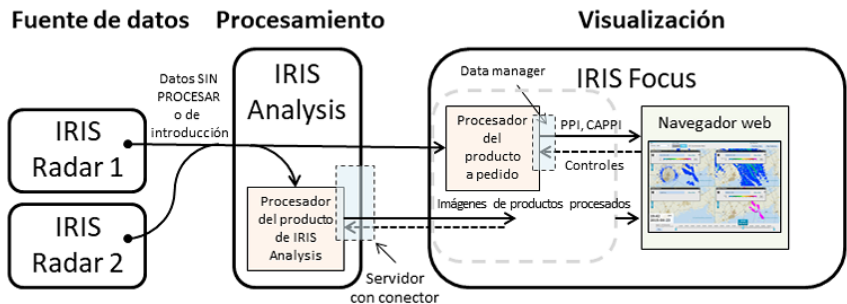 Fuente de datos
Procesamiento
Visualización
Datos SIN
PROCESAR
o de
introducción
IRIS
Radar 1
IRIS
Radar 2
IRIS
Analysis
Procesador
del producto
de IRIS
Analysis
Servidor
con conector
IRIS Focus
Data manager
Procesador
del
producto
a pedido
PPI, CAPPI
Controles
Imágenes de productos procesados
Navegador web